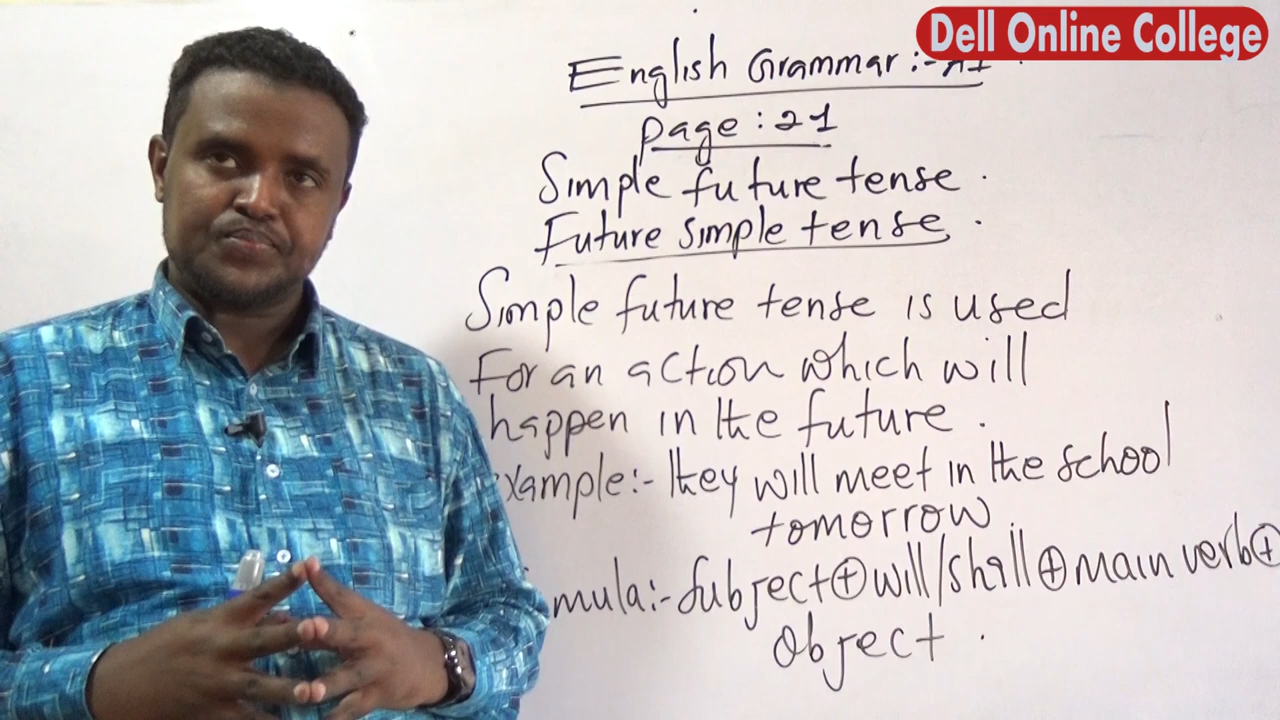 Dell Online College
English Grammar :- A1
page : 21
Simple future tense .
Future simple tense .
Simple future tense is used
For an action which will
happen in the future .
xample:- they will meet in the school
tomorrow .
mula:- Subject + will/shall + main verb +
object .